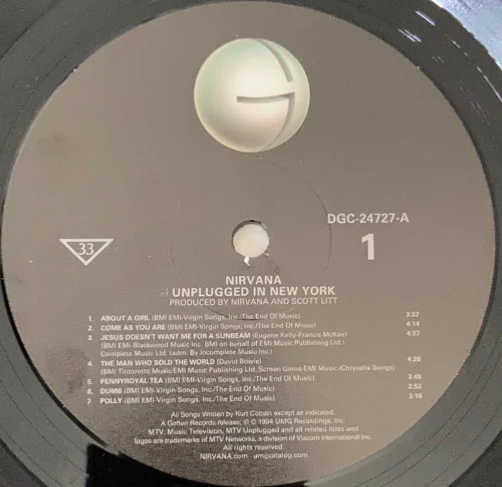 DGC-24727-A
1
33
NIRVANA
UNPLUGGED IN NEW YORK
PRODUCED BY NIRVANA AND SCOTT LITT
1. ABOUT A GIRL (BMI EMI-Virgin Songs, Inc./The End Of Music) 3:37
2. COME AS YOU ARE (BMI EMI-Virgin Songs, Inc./The End Of Music) 4:14
3. JESUS DOESN'T WANT ME FOR A SUNBEAM (Eugene Kelly-Francis McKee) 4:37
(BMI EMI-Blackwood Music Inc. BMI on behalf of EMI Music Publishing Ltd./
Complete Music Ltd. (adm. By Incomplete Music Inc.)
4. THE MAN WHO SOLD THE WORLD (David Bowie) 4:20
(BMI Tintoretto Music/EMI Music Publishing Ltd./Screen Gems-EMI Music /Chrysalis Songs)
5. PENNYROYAL TEA (BMI EMI-Virgin Songs, Inc./The End Of Music) 3:40
6. DUMB (BMI EMI-Virgin Songs, Inc./The End Of Music) 2:52
7. POLLY (BMI EMI-Virgin Songs, Inc./The End Of Music) 3:16
All Songs Written by Kurt Cobain except as indicated.
A Geffen Records release; ℗ © 1994 UMG Recordings, Inc.
MTV: Music Television, MTV Unplugged and all related titles and
logos are trademarks of MTV Networks, a division of Viacom International Inc.
All rights reserved.
NIRVANA.com · umgcatalog.com